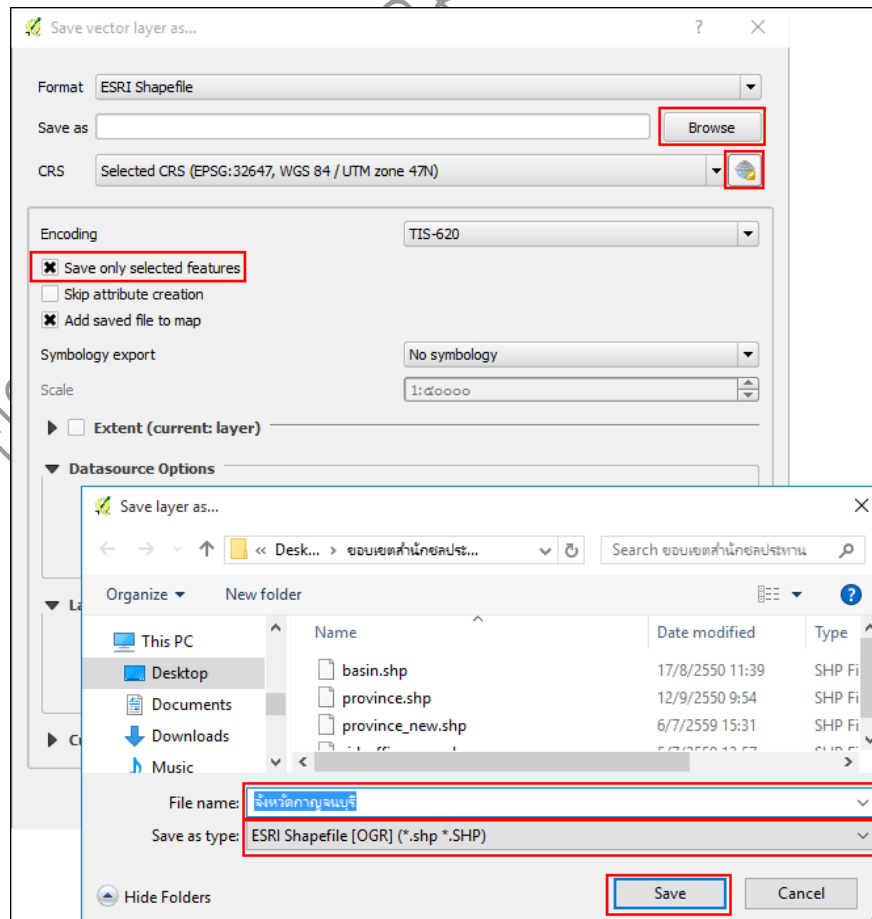 Save vector layer as...
?
Format ESRI Shapefile
Save as Browse
CRS Selected CRS (EPSG:32647, WGS 84 / UTM zone 47N)
Encoding TIS-620
Save only selected features
Skip attribute creation
Add saved file to map
Symbology export No symbology
Scale 1:๕๐๐๐๐
Extent (current: layer)
Datasource Options
Save layer as...
« Desk... › ขอบเขตสำนักชลประ...
Search ขอบเขตสำนักชลประทาน
Organize New folder ?
La
This PC Name Date modified Type
Desktop basin.shp 17/8/2550 11:39 SHP Fi
Documents province.shp 12/9/2550 9:54 SHP Fi
Downloads province_new.shp 6/7/2559 15:31 SHP Fi
Music
File name: จังหวัดกาญจนบุรี
Save as type: ESRI Shapefile [OGR] (*.shp *.SHP)
Hide Folders Save Cancel